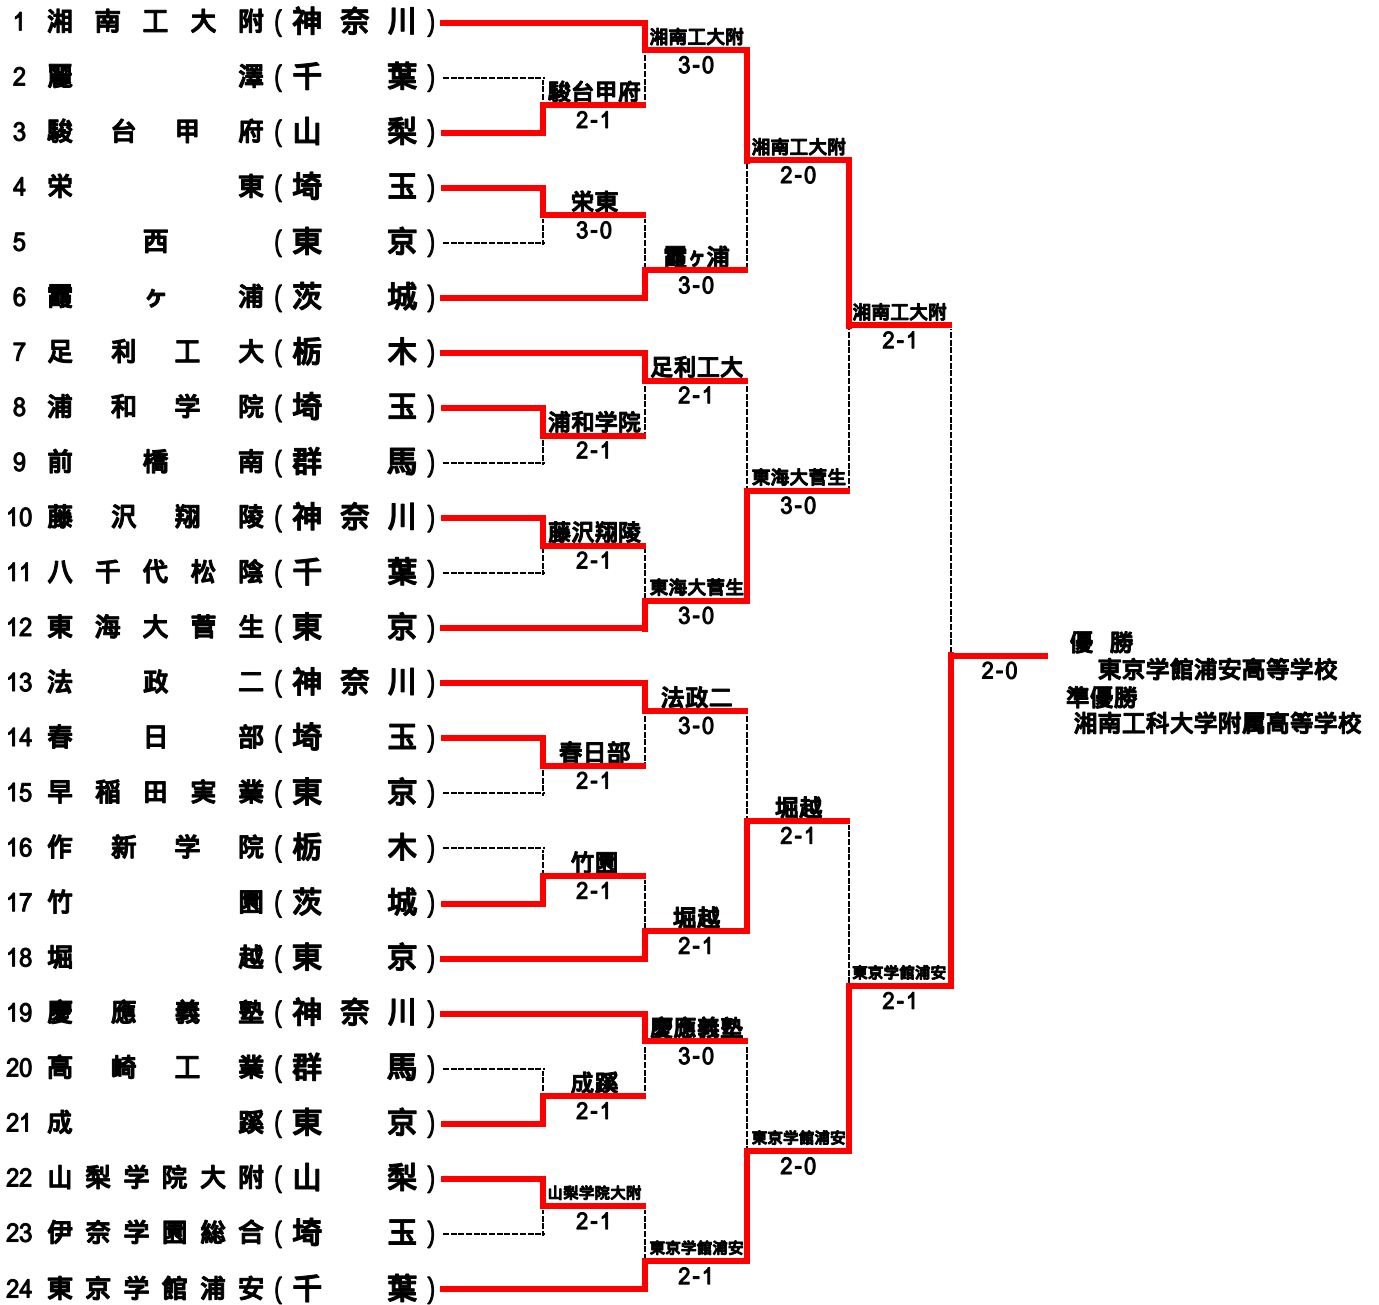 1 湘南工大附(神奈川)
2 麗澤(千葉)
3 駿台甲府(山梨)
4 栄東(埼玉)
5 西(東京)
6 霞ヶ浦(茨城)
7 足利工大(栃木)
8 浦和学院(埼玉)
9 前橋南(群馬)
10 藤沢翔陵(神奈川)
11 八千代松陰(千葉)
12 東海大菅生(東京)
13 法政二(神奈川)
14 春日部(埼玉)
15 早稲田実業(東京)
16 作新学院(栃木)
17 竹園(茨城)
18 堀越(東京)
19 慶應義塾(神奈川)
20 高崎工業(群馬)
21 成蹊(東京)
22 山梨学院大附(山梨)
23 伊奈学園総合(埼玉)
24 東京学館浦安(千葉)
駿台甲府
2-1
栄東
3-0
浦和学院
2-1
藤沢翔陵
2-1
春日部
2-1
竹園
2-1
成蹊
2-1
山梨学院大附
2-1
湘南工大附
3-0
霞ヶ浦
3-0
足利工大
2-1
東海大菅生
3-0
法政二
3-0
堀越
2-1
慶應義塾
3-0
東京学館浦安
2-1
湘南工大附
2-0
東海大菅生
3-0
堀越
2-1
東京学館浦安
2-0
湘南工大附
2-1
東京学館浦安
2-1
2-0
優勝
東京学館浦安高等学校
準優勝
湘南工科大学附属高等学校